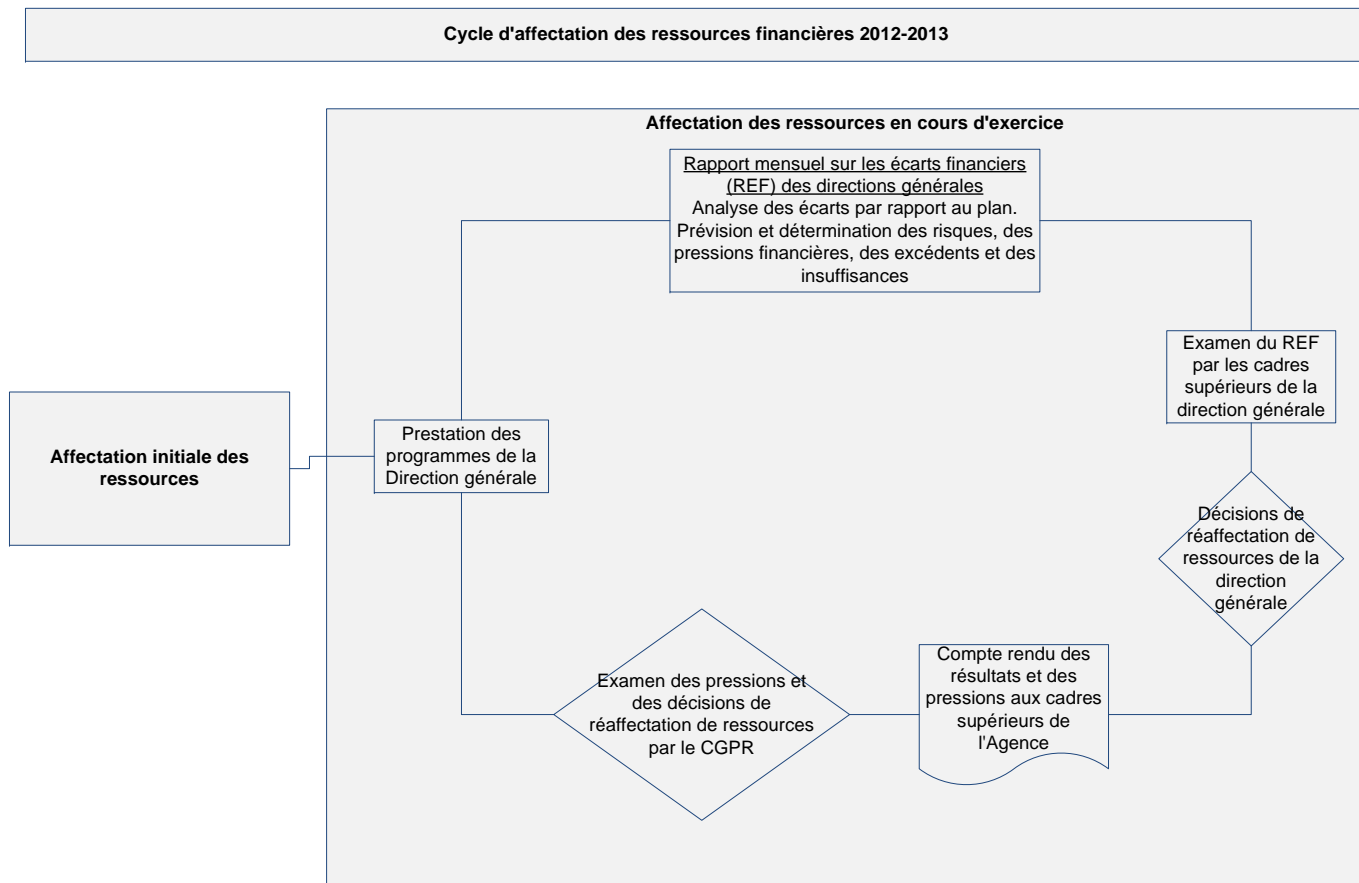 Cycle d'affectation des ressources financières 2012-2013
Affectation des ressources en cours d'exercice
Rapport mensuel sur les écarts financiers
(REF) des directions générales
Analyse des écarts par rapport au plan.
Prévision et détermination des risques, des
pressions financières, des excédents et des
insuffisances
Examen du REF
par les cadres
supérieurs de la
direction générale
Affectation initiale des
ressources
Prestation des
programmes de la
Direction générale
Décisions de
réaffectation de
ressources de la
direction
générale
Examen des pressions et
des décisions de
réaffectation de ressources
par le CGPR
Compte rendu des
résultats et des
pressions aux cadres
supérieurs de
l'Agence